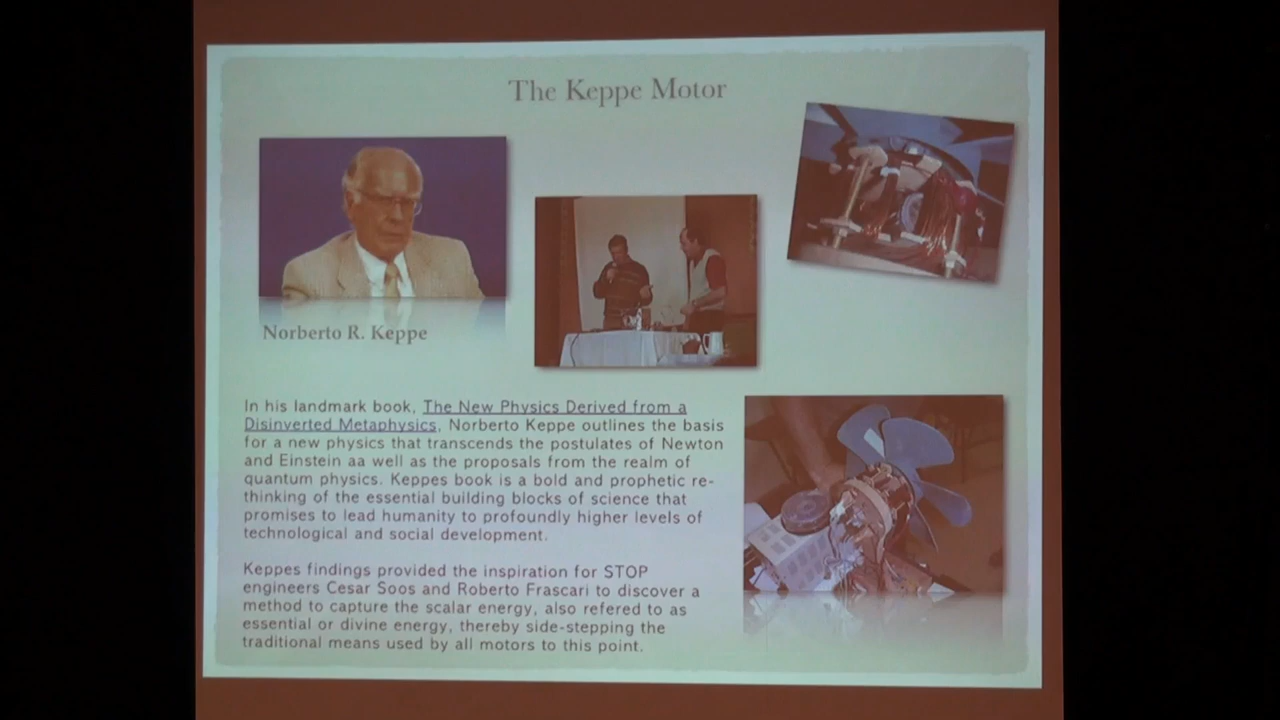 The Keppe Motor
Norberto R. Keppe
In his landmark book, The New Physics Derived from a
Disinverted Metaphysics, Norberto Keppe outlines the basis
for a new physics that transcends the postulates of Newton
and Einstein aa well as the proposals from the realm of
quantum physics. Keppes book is a bold and prophetic re-
thinking of the essential building blocks of science that
promises to lead humanity to profoundly higher levels of
technological and social development.
Keppes findings provided the inspiration for STOP
engineers Cesar Soos and Roberto Frascari to discover a
method to capture the scalar energy, also refered to as
essential or divine energy, thereby side-stepping the
traditional means used by all motors to this point.